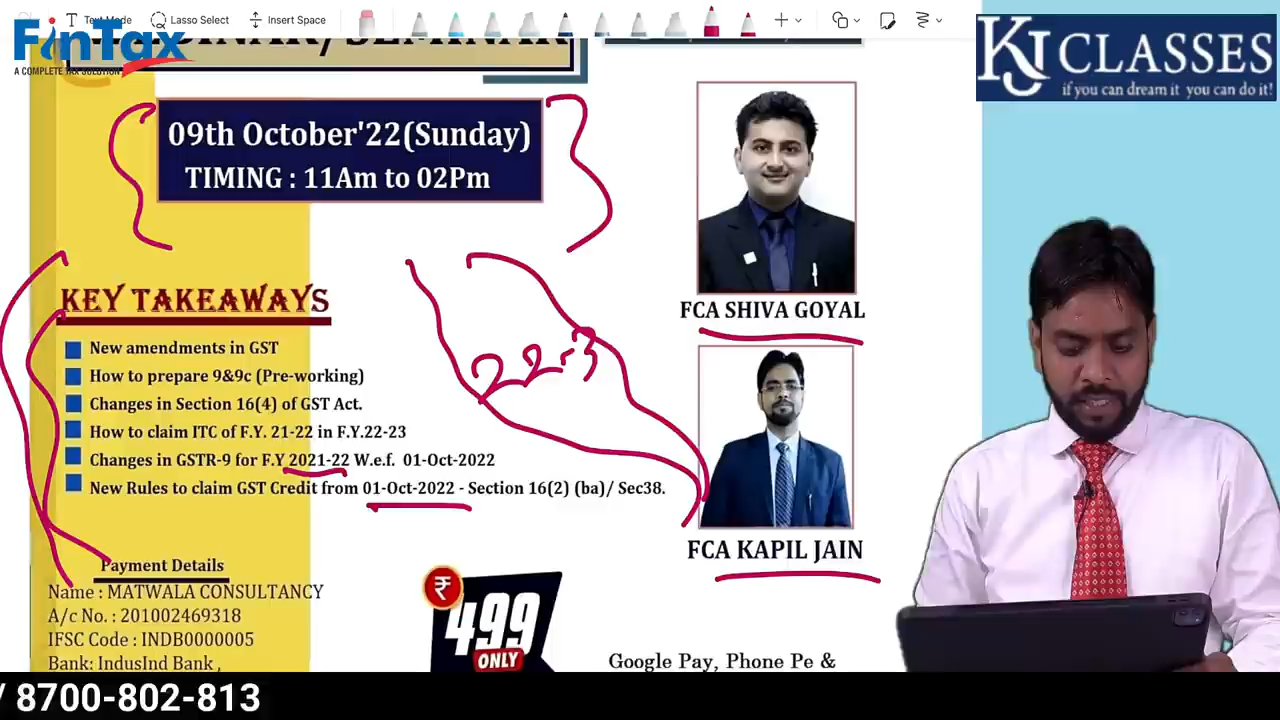 Text Mode
Lasso Select
Insert Space
FinTax
A COMPLETE TAX SOLUTION
KJ CLASSES
if you can dream it you can do it!
09th October'22(Sunday)
TIMING : 11Am to 02Pm
FCA SHIVA GOYAL
KEY TAKEAWAYS
New amendments in GST
How to prepare 9&9c (Pre-working)
Changes in Section 16(4) of GST Act.
How to claim ITC of F.Y. 21-22 in F.Y.22-23
Changes in GSTR-9 for F.Y 2021-22 W.e.f. 01-Oct-2022
New Rules to claim GST Credit from 01-Oct-2022 - Section 16(2) (ba)/ Sec38.
22-3
FCA KAPIL JAIN
Payment Details
Name : MATWALA CONSULTANCY
A/c No. : 201002469318
IFSC Code : INDB0000005
Bank: IndusInd Bank ,
₹
499
ONLY
Google Pay, Phone Pe &
/ 8700-802-813